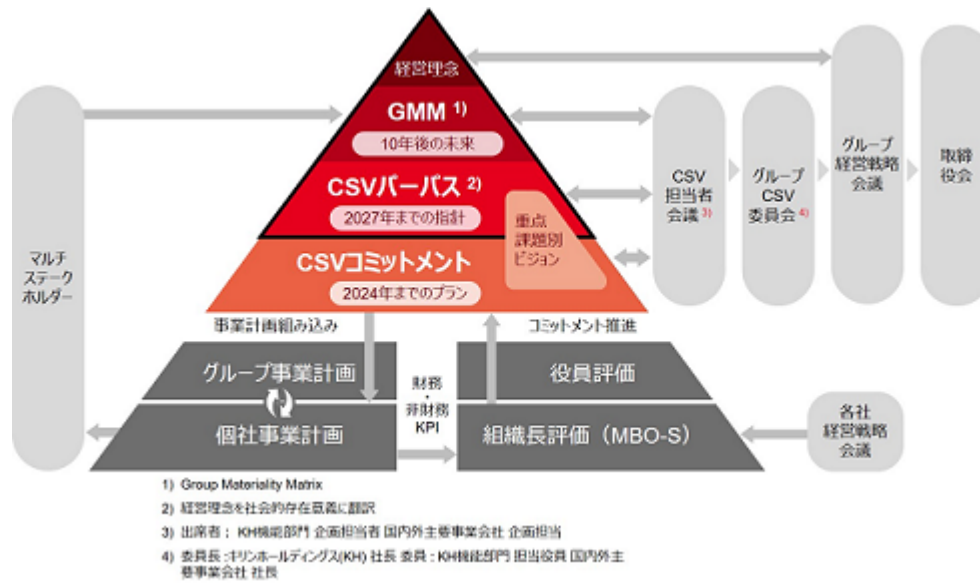 経営理念
GMM 1)
10年後の未来
CSVパーパス 2)
2027年までの指針
重点
課題別
ビジョン
CSVコミットメント
2024年までのプラン
マルチ
ステーク
ホルダー
CSV
担当者
会議 3)
グループ
CSV
委員会 4)
グループ
経営戦略
会議
取締
役会
事業計画組み込み
コミットメント推進
グループ事業計画
個社事業計画
財務
・
非財務
KPI
役員評価
組織長評価（MBO-S）
各社
経営戦略
会議
1) Group Materiality Matrix
2) 経営理念を社会的存在意義に翻訳
3) 出席者： KH機能部門 企画担当者 国内外主要事業会社 企画担当
4) 委員長：キリンホールディングス(KH) 社長 委員：KH機能部門 担当役員 国内外主
要事業会社 社長